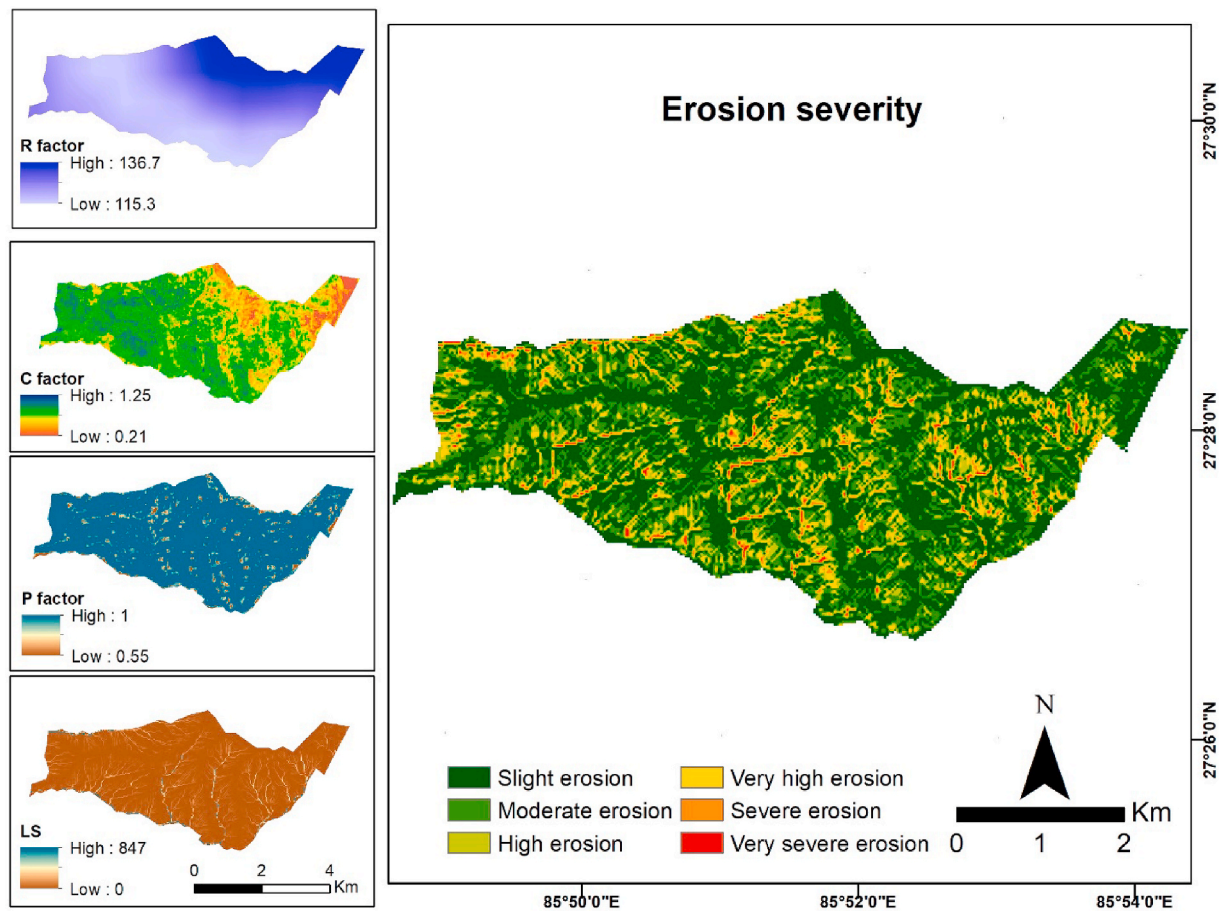 R factor
High : 136.7
Low : 115.3
C factor
High : 1.25
Low : 0.21
P factor
High : 1
Low : 0.55
LS
High : 847
Low : 0
0 2 4
Km
Erosion severity
27°30'0"N
27°28'0"N
27°26'0"N
N
Slight erosion
Moderate erosion
High erosion
Very high erosion
Severe erosion
Very severe erosion
Km
0 1 2
85°50'0"E 85°52'0"E 85°54'0"E